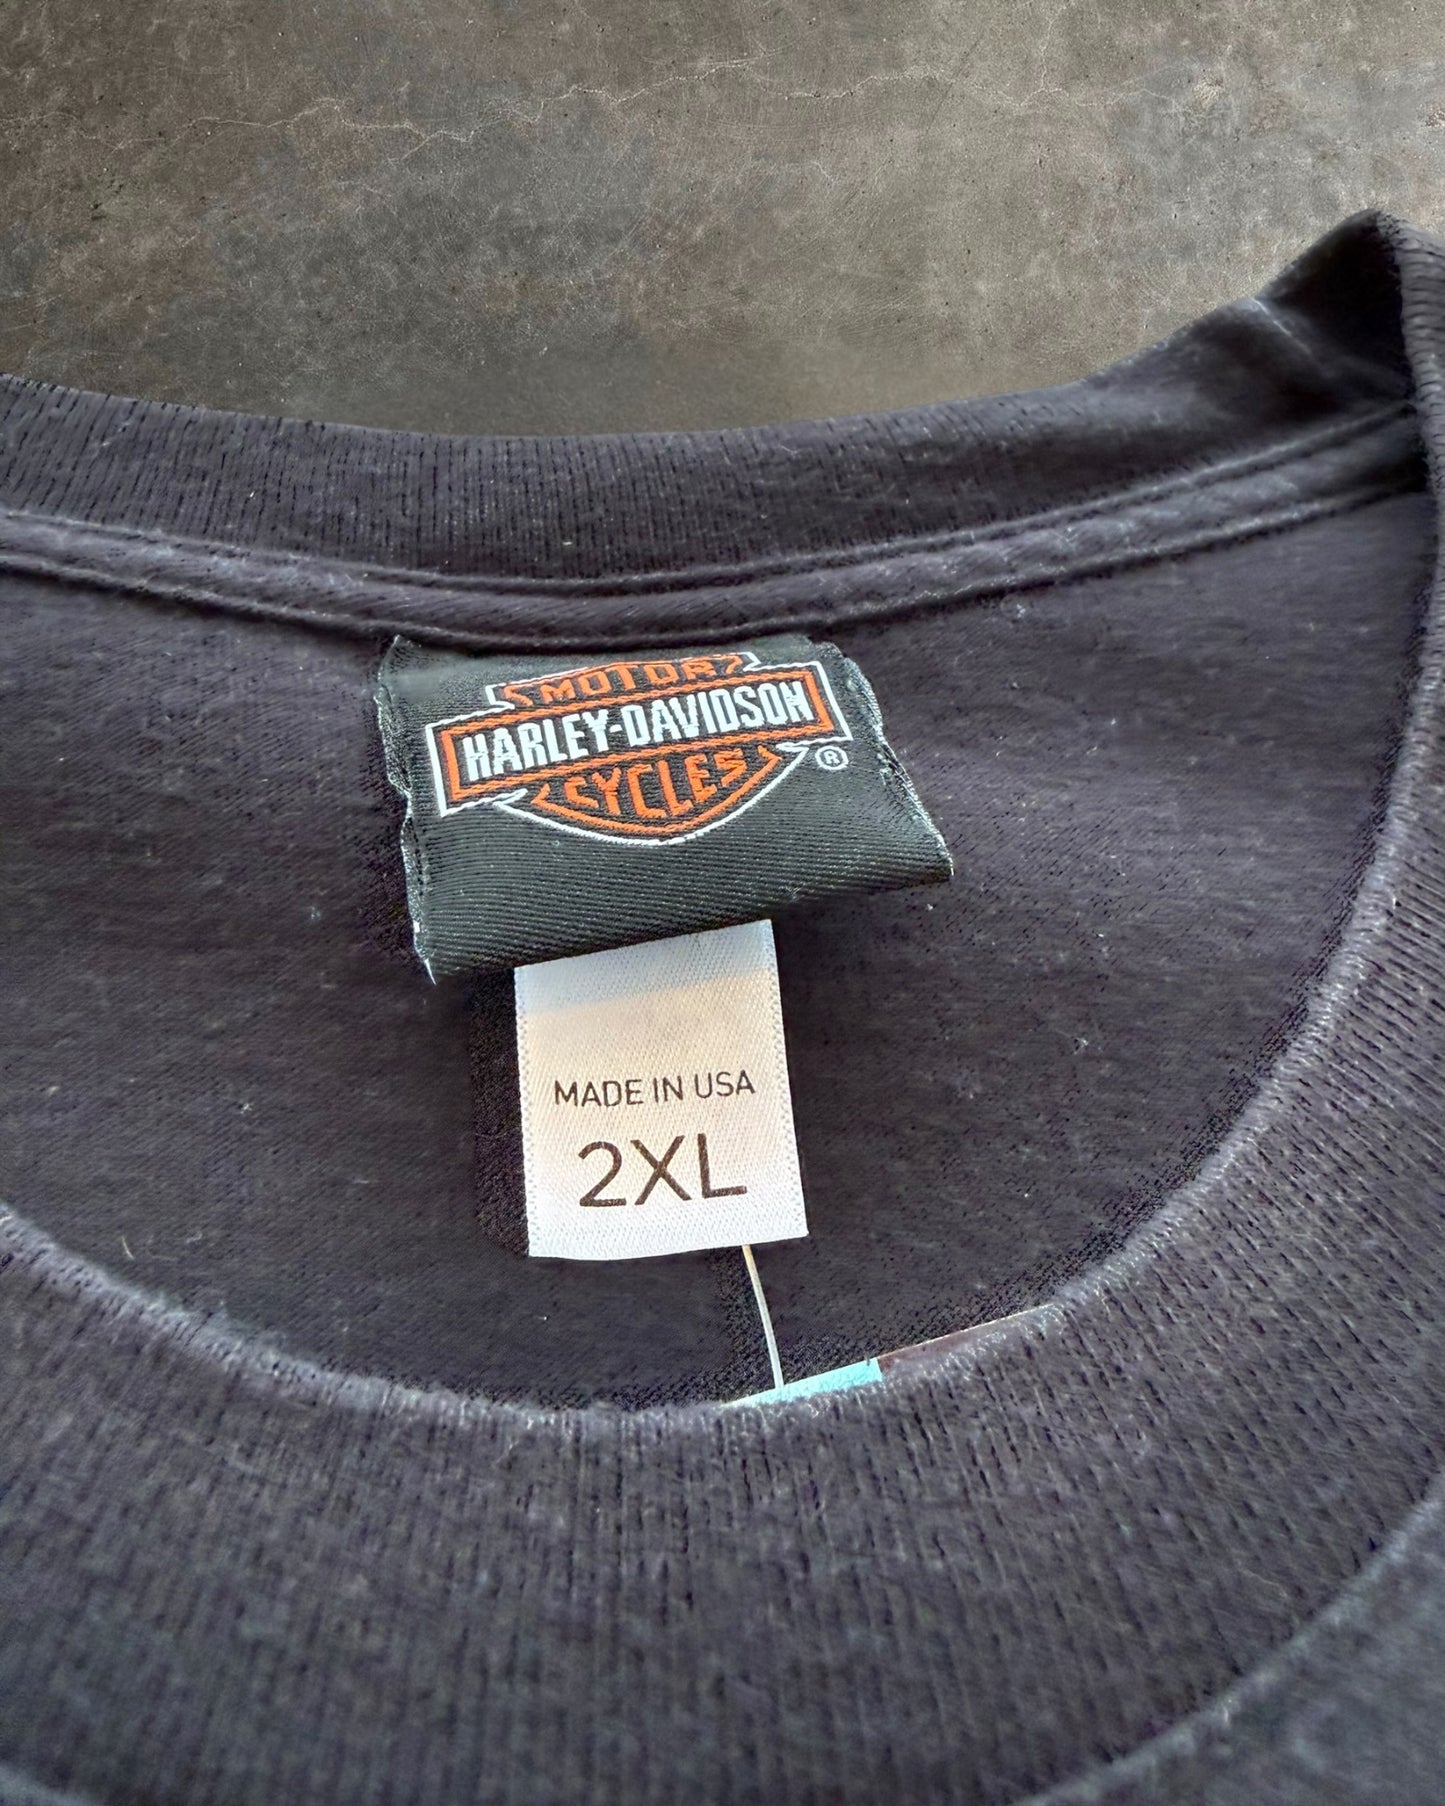 MOTOR
HARLEY-DAVIDSON
CYCLES
®
MADE IN USA
2XL